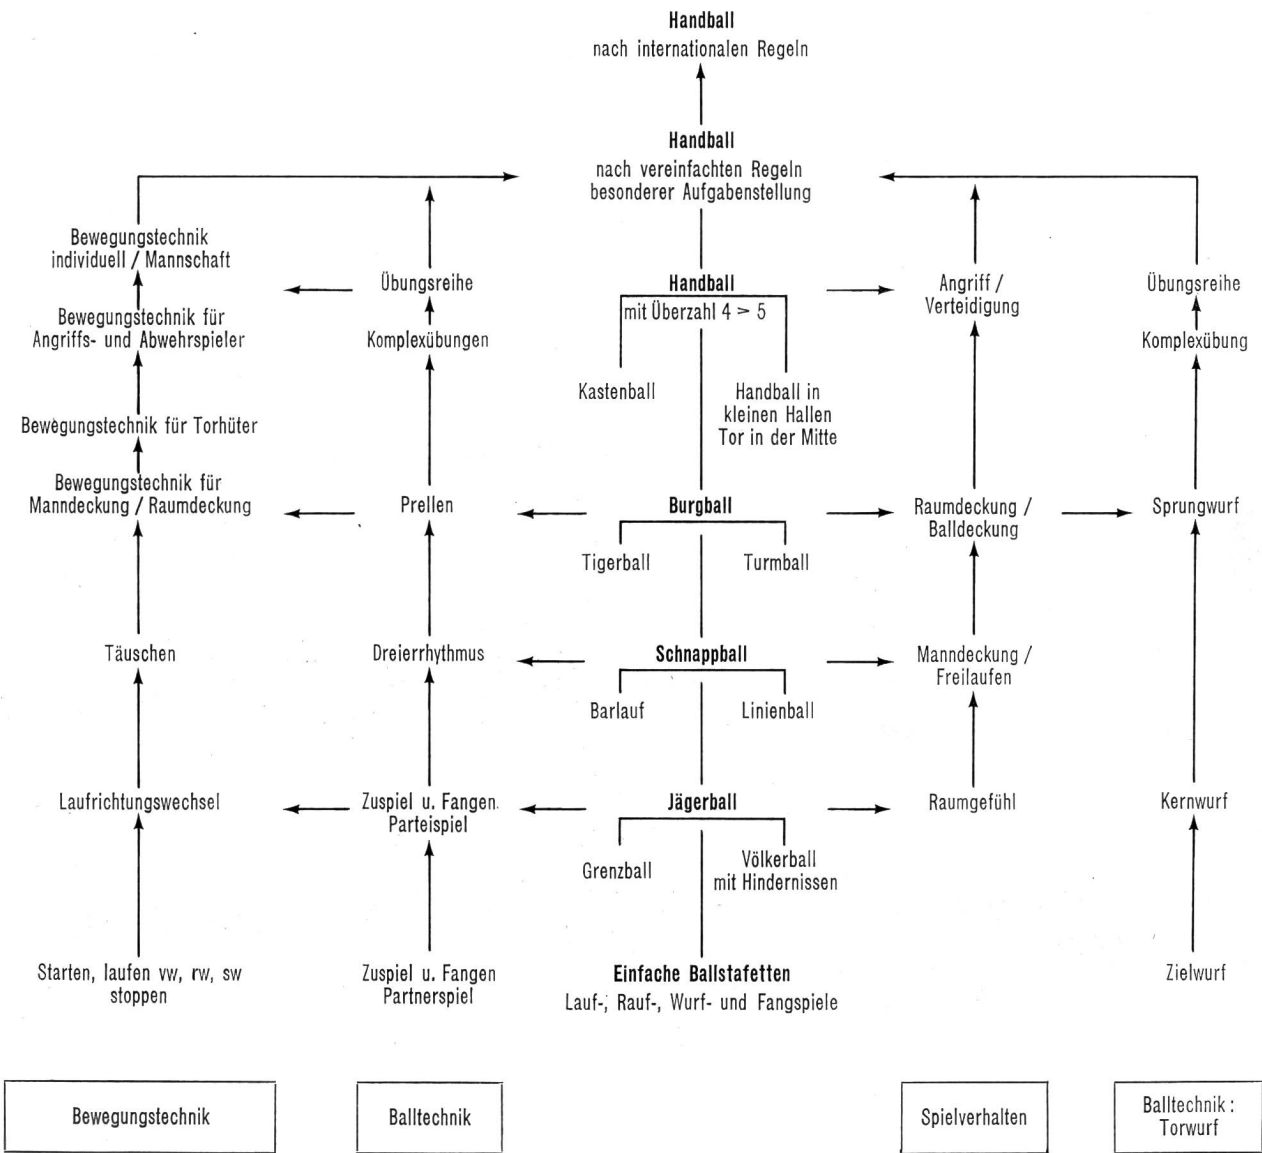 Handball
nach internationalen Regeln
Handball
nach vereinfachten Regeln
besonderer Aufgabenstellung
Bewegungstechnik
individuell / Mannschaft
Übungsreihe
Handball
mit Überzahl 4 > 5
Angriff /
Verteidigung
Übungsreihe
Bewegungstechnik für
Angriffs- und Abwehrspieler
Komplexübungen
Komplexübung
Kastenball
Handball in
kleinen Hallen
Tor in der Mitte
Bewegungstechnik für Torhüter
Bewegungstechnik für
Manndeckung / Raumdeckung
Prellen
Burgball
Raumdeckung /
Balldeckung
Sprungwurf
Tigerball
Turmball
Täuschen
Dreierrhythmus
Schnappball
Manndeckung /
Freilaufen
Barlauf
Linienball
Laufrichtungswechsel
Zuspiel u. Fangen
Parteispiel
Jägerball
Raumgefühl
Kernwurf
Grenzball
Völkerball
mit Hindernissen
Starten, laufen vw, rw, sw
stoppen
Zuspiel u. Fangen
Partnerspiel
Einfache Ballstafetten
Lauf-, Rauf-, Wurf- und Fangspiele
Zielwurf
Bewegungstechnik
Balltechnik
Spielverhalten
Balltechnik:
Torwurf